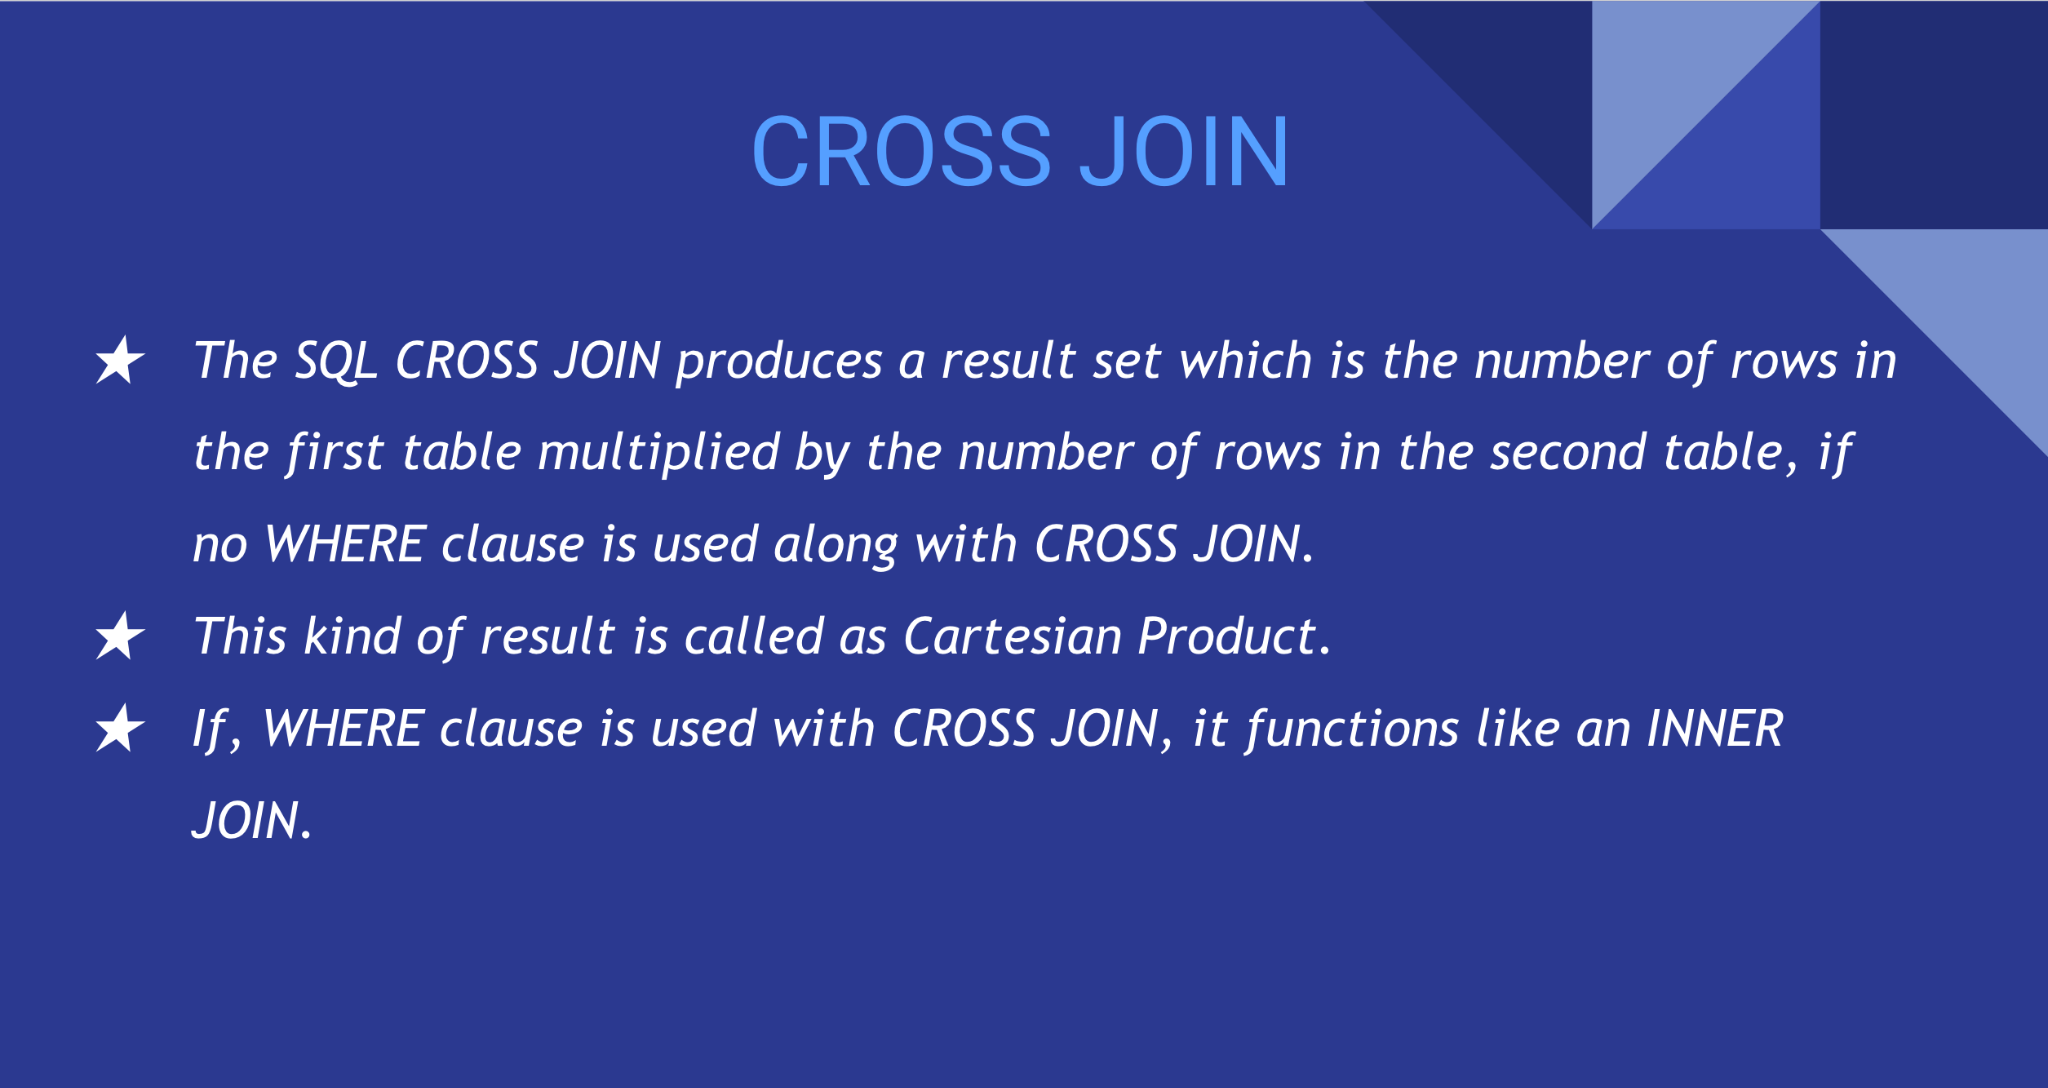 CROSS JOIN
★ The SQL CROSS JOIN produces a result set which is the number of rows in
the first table multiplied by the number of rows in the second table, if
no WHERE clause is used along with CROSS JOIN.
★ This kind of result is called as Cartesian Product.
★ If, WHERE clause is used with CROSS JOIN, it functions like an INNER
JOIN.